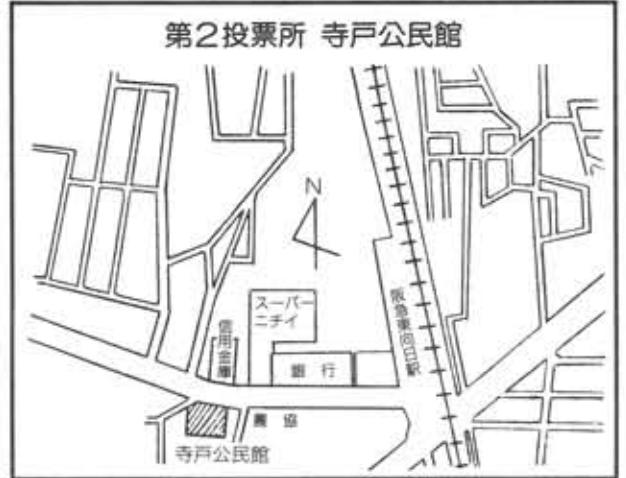 第2投票所 寺戸公民館
N
スーパー
ニチイ
信用金庫
銀行
阪急東向日駅
農協
寺戸公民館